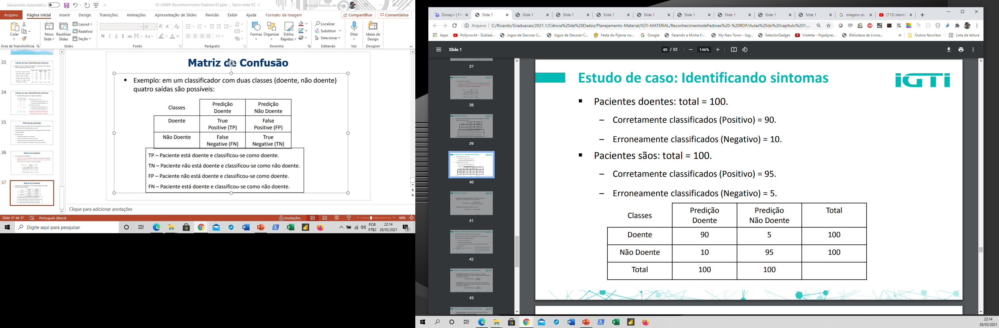 Salvamento Automático
01-UNIPE-Reconhecimento-Padroes-01.pptx - Salvo neste PC
Ricardo Roberto de Lima
Arquivo Página Inicial Inserir Design Transições Animações Apresentação de Slides Revisão Exibir Ajuda Formato da Imagem Compartilhar Comentários
Colar
Novo Slide
Reutilizar Slides
Layout
Redefinir
Seção
38
N I S S ab AV Aa A
Formas Organizar Estilos Rápidos
Localizar
Substituir
Selecionar
Ditar
Ideias de Design
Área de Transferência Slides Fonte Parágrafo Desenho Editando Voz Designer
33
Estudo de caso: Identificando sintomas
34
Estudo de caso: Identificando sintomas
35
Métricas da Avaliação
36
Matriz de Confusão
37
Matriz de Confusão
Matriz de Confusão
Exemplo: em um classificador com duas classes (doente, não doente)
quatro saídas são possíveis:
Classes
Predição Doente
Predição Não Doente
Doente
True Positive (TP)
False Positive (FP)
Não Doente
False Negative (FN)
True Negative (TN)
TP – Paciente está doente e classificou-se como doente.
TN – Paciente não está doente e classificou-se como não doente.
FP – Paciente não está doente e classificou-se como doente.
FN – Paciente está doente e classificou-se como não doente.
Clique para adicionar anotações
Slide 37 de 37 Português (Brasil) Anotações 68%
Digite aqui para pesquisar
POR
PTB2
22:14
28/03/2021
3
Disney+ | Fil Slide 1 Slide 1 Slide 1 Slide 1 Slide 1 Slide 1 Slide 1 Slide 1 Slide 1 imagens de (713) Identifi
Arquivo | C:/Ricardo/Graduacao/2021.1/Ciência%20de%20Dados/Planejamento-Material/IGTI-MATERIAL/ReconhecimentodePadroes%20-%20RDP/Aulas%20do%20capítulo%201....
Apps Pollyworld - Dublad... Jogos de Decorar C... Jogos de Decorar C... Festa do Pijama no... Google Fazendo a Minha F... My New Town - Jog... SelectorGadget Violetta - Pojedyne... Biblioteca de Livros... » Outros favoritos Lista de leitura
Slide 1
40 / 52 146%
37
38
39
40
41
42
43
Estudo de caso: Identificando sintomas
iGTi
Pacientes doentes: total = 100.
– Corretamente classificados (Positivo) = 90.
– Erroneamente classificados (Negativo) = 10.
Pacientes sãos: total = 100.
– Corretamente classificados (Positivo) = 95.
– Erroneamente classificados (Negativo) = 5.
Classes
Predição Doente
Predição Não Doente
Total
Doente 90 5 100
Não Doente 10 95 100
Total 100 100
22:14
28/03/2021